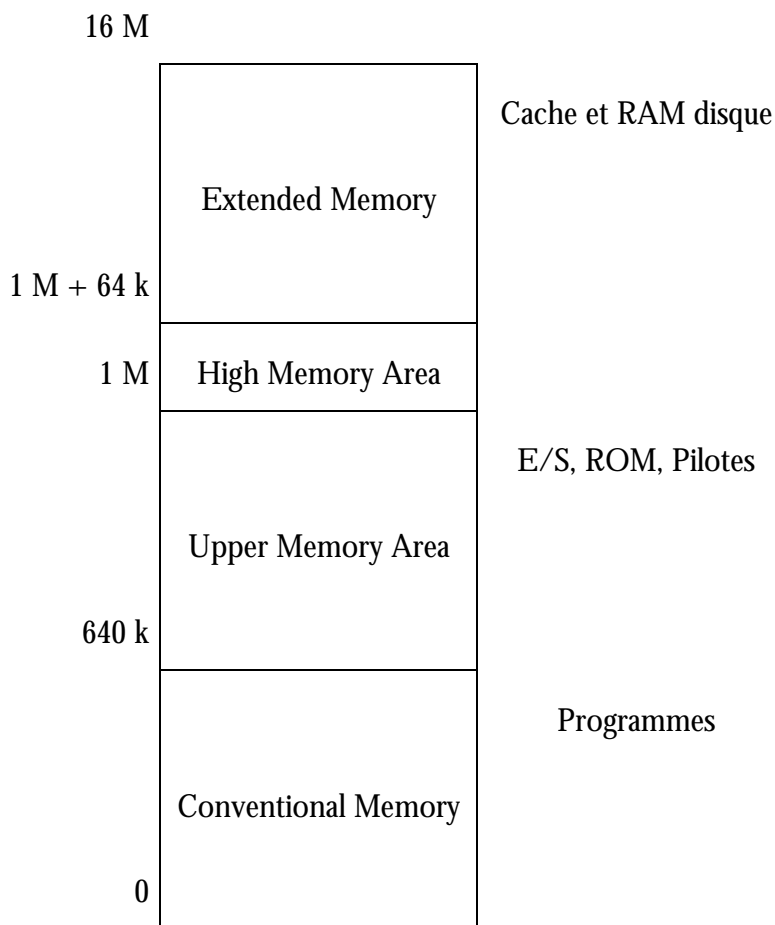 16 M
Cache et RAM disque
Extended Memory
1 M + 64 k
1 M
High Memory Area
E/S, ROM, Pilotes
Upper Memory Area
640 k
Programmes
Conventional Memory
0